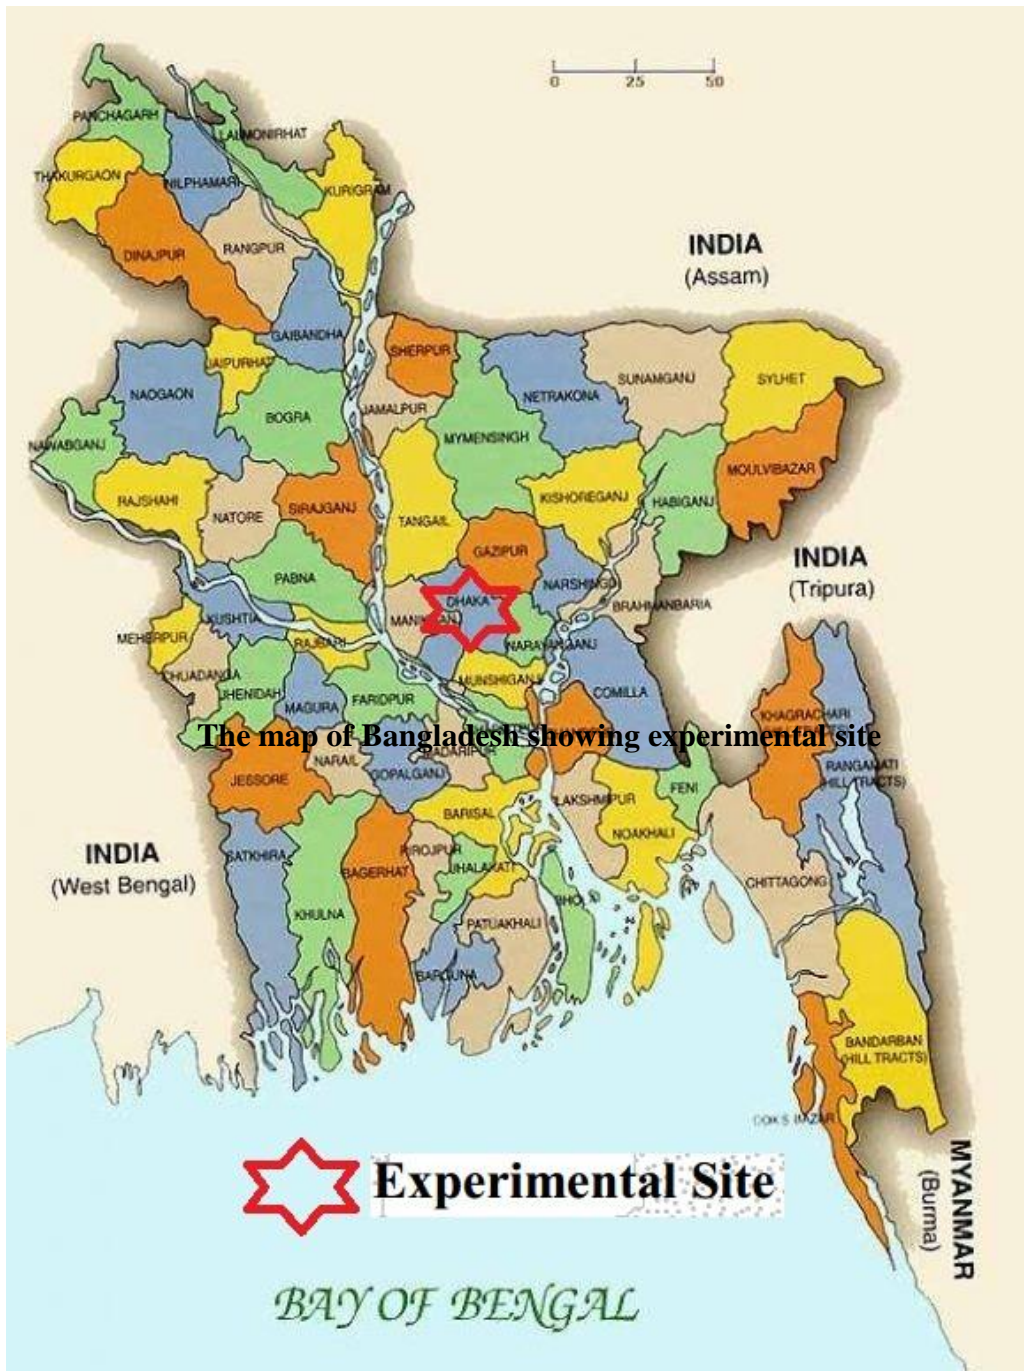 0 25 50
PANCHAGARH
LALMONIRHAT
THAKURGAON
NILPHAMARI
KURIGRAM
DINAJPUR
RANGPUR
INDIA
(Assam)
GAIBANDHA
JAIPURHAT
SHERPUR
NAOGAON
BOGRA
JAMALPUR
NETRAKONA
SUNAMGANJ
SYLHET
NAWABGANJ
MYMENSINGH
MOULVIBAZAR
RAJSHAHI
NATORE
SIRAJGANJ
TANGAIL
KISHOREGANJ
HABIGANJ
GAZIPUR
INDIA
(Tripura)
PABNA
DHAKA
NARSHINGDI
KUSHTIA
BRAHMANBARIA
MEHERPUR
RAJBARI
NARAYANGANJ
CHUADANGA
JHENIDAH
MAGURA
FARIDPUR
MUNSHIGANJ
COMILLA
KHAGRACHARI
The map of Bangladesh showing experimental site
NARAIL
GOPALGANJ
MADARIPUR
RANGAMATI
(HILL TRACTS)
JESSORE
FENI
BARISAL
LAKSHMIPUR
NOAKHALI
INDIA
(West Bengal)
SATKHIRA
BAGERHAT
PIROJPUR
JHALAKATI
CHITTAGONG
KHULNA
PATUAKHALI
BARGUNA
BANDARBAN
(HILL TRACTS)
COX'S BAZAR
Experimental Site
MYANMAR
(Burma)
BAY OF BENGAL